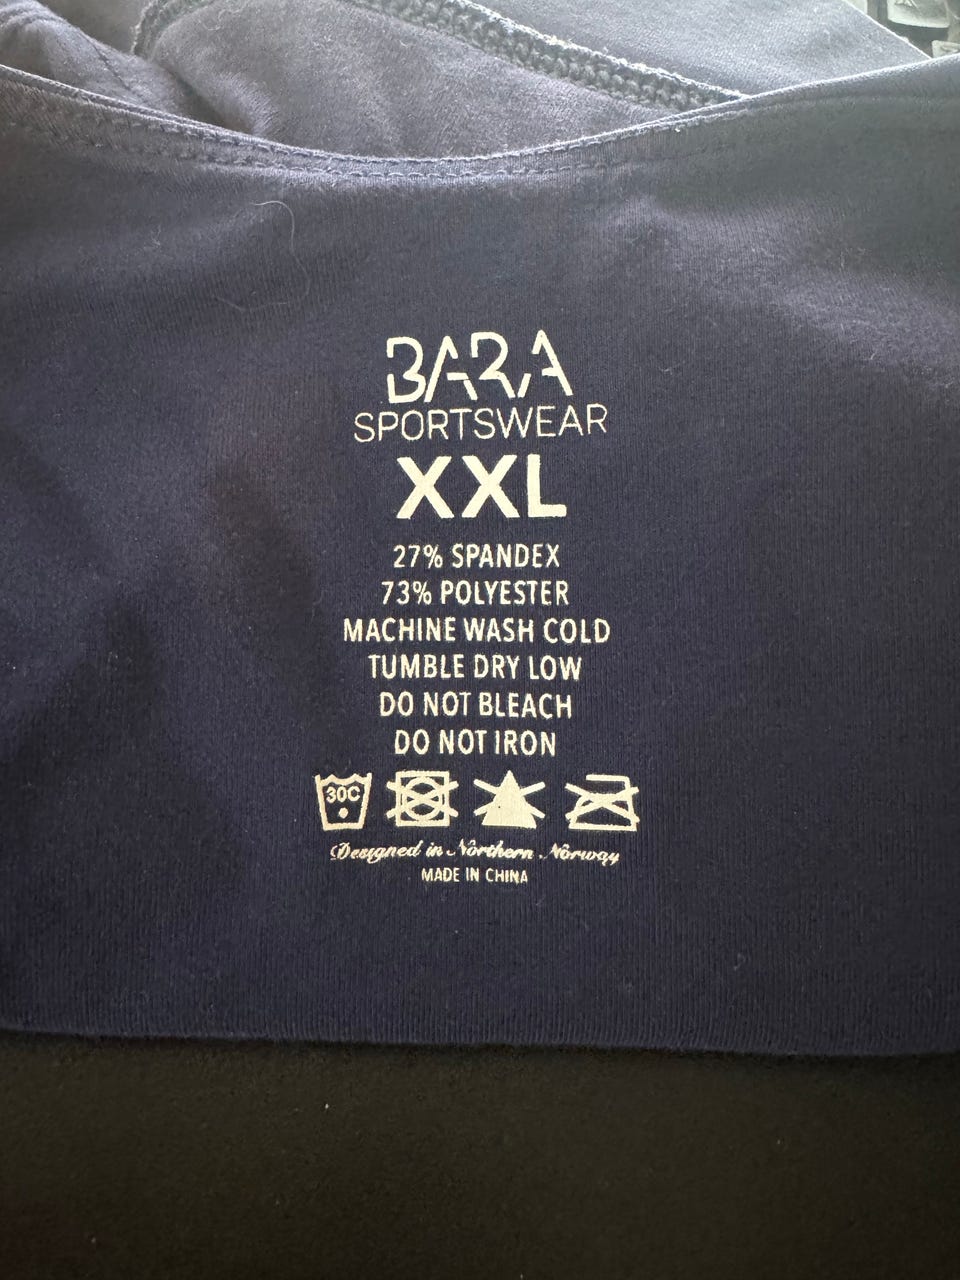 BARA
SPORTSWEAR
XXL
27% SPANDEX
73% POLYESTER
MACHINE WASH COLD
TUMBLE DRY LOW
DO NOT BLEACH
DO NOT IRON
30C
Designed in Northern Norway
MADE IN CHINA